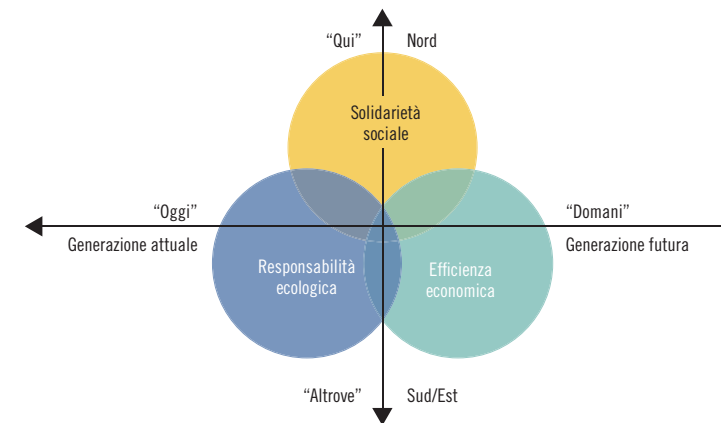 “Qui” Nord
Solidarietà
sociale
“Oggi” “Domani”
Generazione attuale Generazione futura
Responsabilità
ecologica
Efficienza
economica
“Altrove” Sud/Est